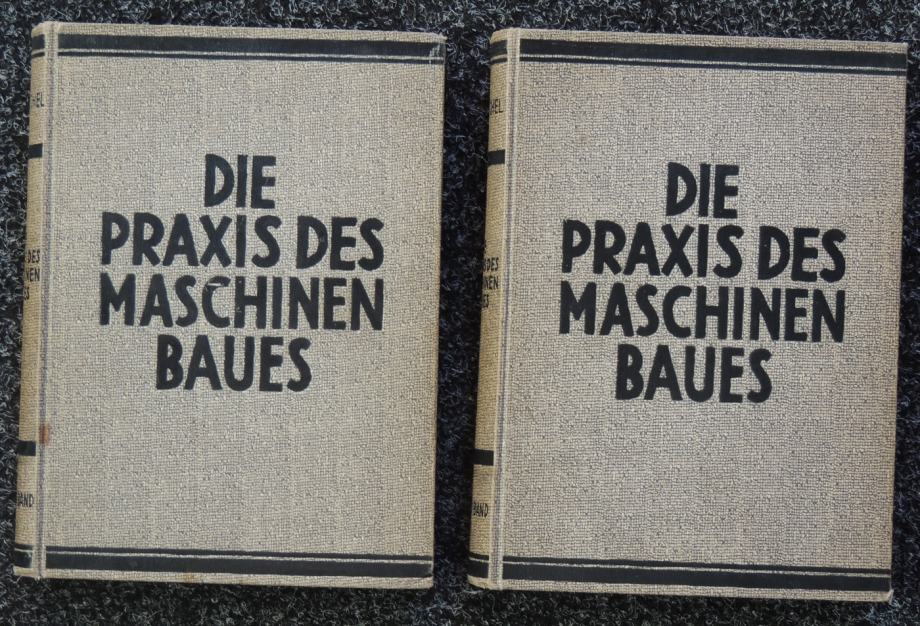 DIE
PRAXIS DES
MASCHINEN
BAUES
DIE
PRAXIS DES
MASCHINEN
BAUES